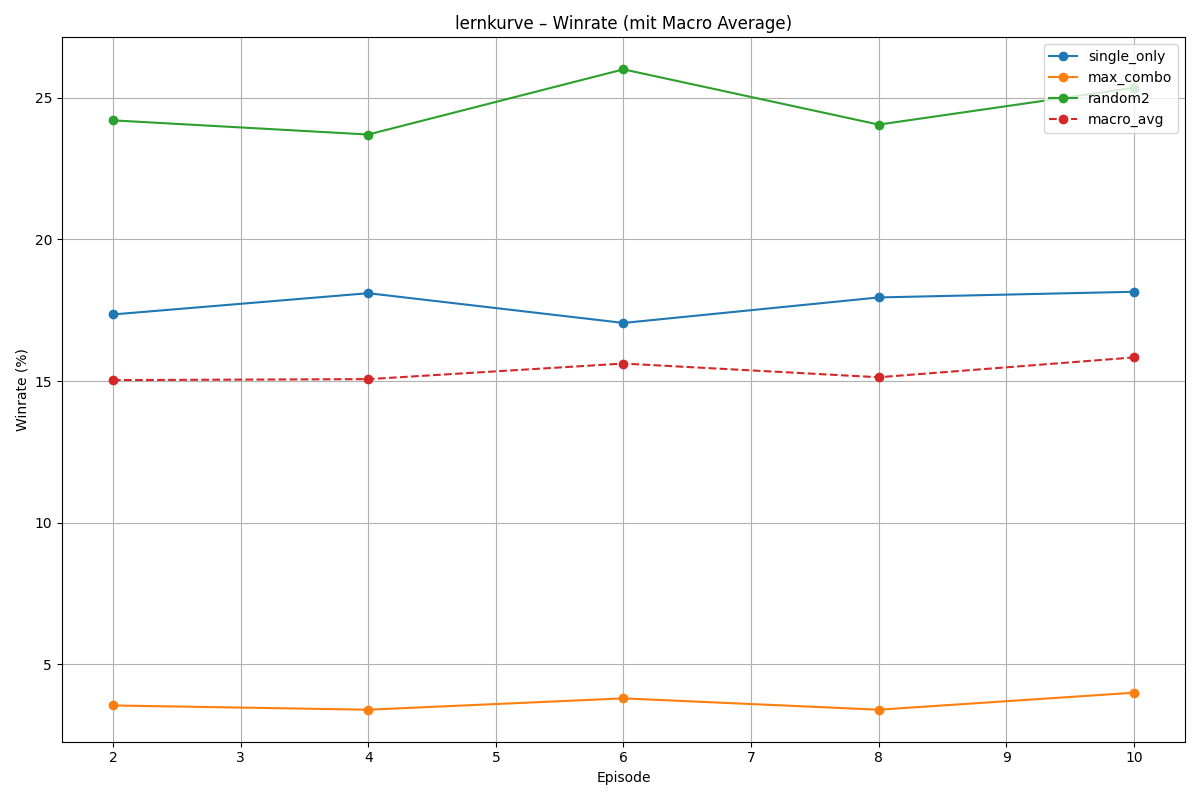 lernkurve – Winrate (mit Macro Average)
single_only
max_combo
random2
macro_avg
Winrate (%)
25
20
15
10
5
2 3 4 5 6 7 8 9 10
Episode